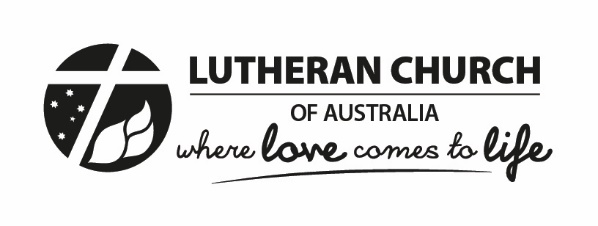 LUTHERAN CHURCH
OF AUSTRALIA
where love comes to life